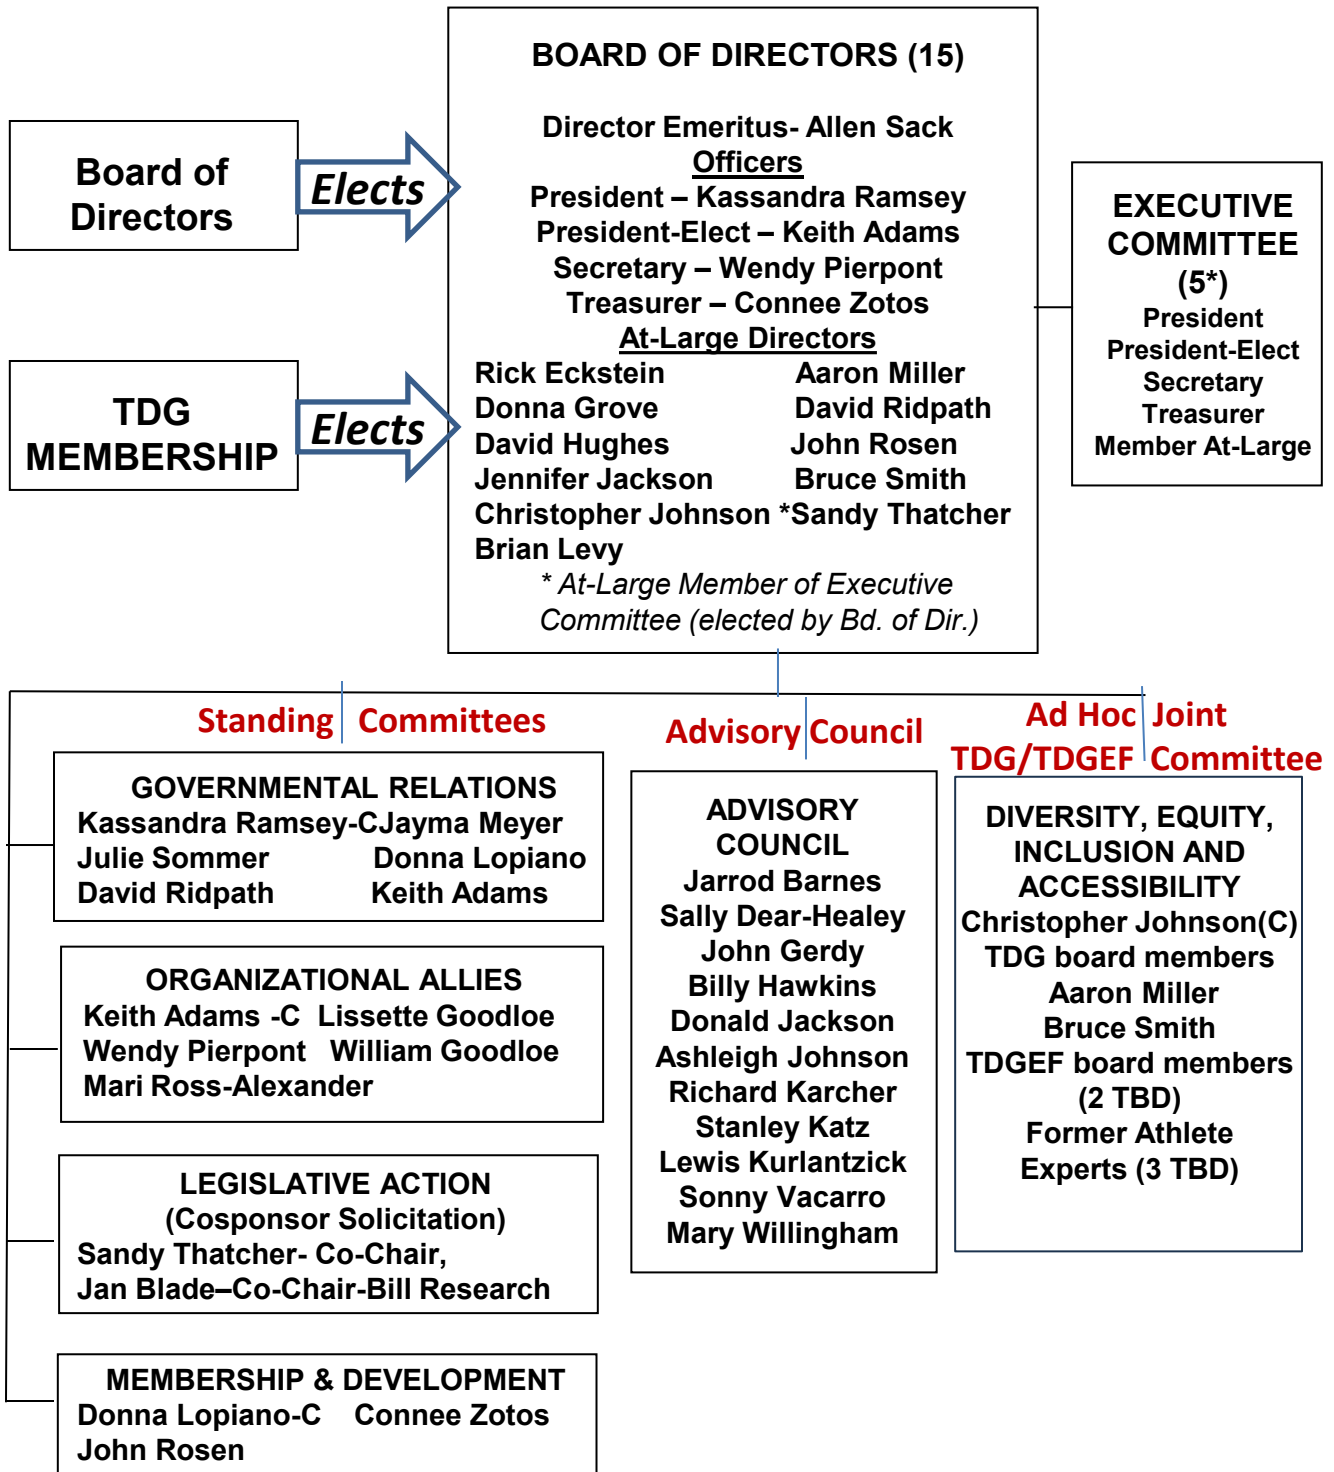 BOARD OF DIRECTORS (15)
Director Emeritus- Allen Sack
Officers
President – Kassandra Ramsey
President-Elect – Keith Adams
Secretary – Wendy Pierpont
Treasurer – Connee Zotos
At-Large Directors
Rick Eckstein Aaron Miller
Donna Grove David Ridpath
David Hughes John Rosen
Jennifer Jackson Bruce Smith
Christopher Johnson *Sandy Thatcher
Brian Levy
* At-Large Member of Executive
Committee (elected by Bd. of Dir.)
Board of
Directors
Elects
TDG
MEMBERSHIP
Elects
EXECUTIVE
COMMITTEE
(5*)
President
President-Elect
Secretary
Treasurer
Member At-Large
Standing Committees
GOVERNMENTAL RELATIONS
Kassandra Ramsey-CJayma Meyer
Julie Sommer Donna Lopiano
David Ridpath Keith Adams
ORGANIZATIONAL ALLIES
Keith Adams -C Lissette Goodloe
Wendy Pierpont William Goodloe
Mari Ross-Alexander
LEGISLATIVE ACTION
(Cosponsor Solicitation)
Sandy Thatcher- Co-Chair,
Jan Blade–Co-Chair-Bill Research
MEMBERSHIP & DEVELOPMENT
Donna Lopiano-C Connee Zotos
John Rosen
Advisory Council
ADVISORY
COUNCIL
Jarrod Barnes
Sally Dear-Healey
John Gerdy
Billy Hawkins
Donald Jackson
Ashleigh Johnson
Richard Karcher
Stanley Katz
Lewis Kurlantzick
Sonny Vacarro
Mary Willingham
Ad Hoc Joint
TDG/TDGEF Committee
DIVERSITY, EQUITY,
INCLUSION AND
ACCESSIBILITY
Christopher Johnson(C)
TDG board members
Aaron Miller
Bruce Smith
TDGEF board members
(2 TBD)
Former Athlete
Experts (3 TBD)